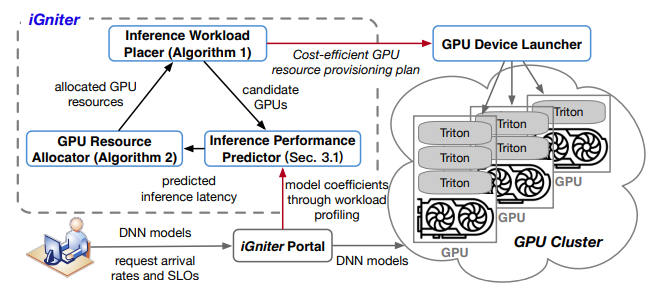 iGniter
Inference Workload
Placer (Algorithm 1)
Cost-efficient GPU
resource provisioning plan
GPU Device Launcher
allocated GPU
resources
candidate
GPUs
GPU Resource
Allocator (Algorithm 2)
Inference Performance
Predictor (Sec. 3.1)
predicted
inference latency
model coefficients
through workload
profiling
Triton
Triton
Triton
Triton
Triton
Triton
GPU
GPU
GPU
GPU Cluster
DNN models
request arrival
rates and SLOs
iGniter Portal
DNN models